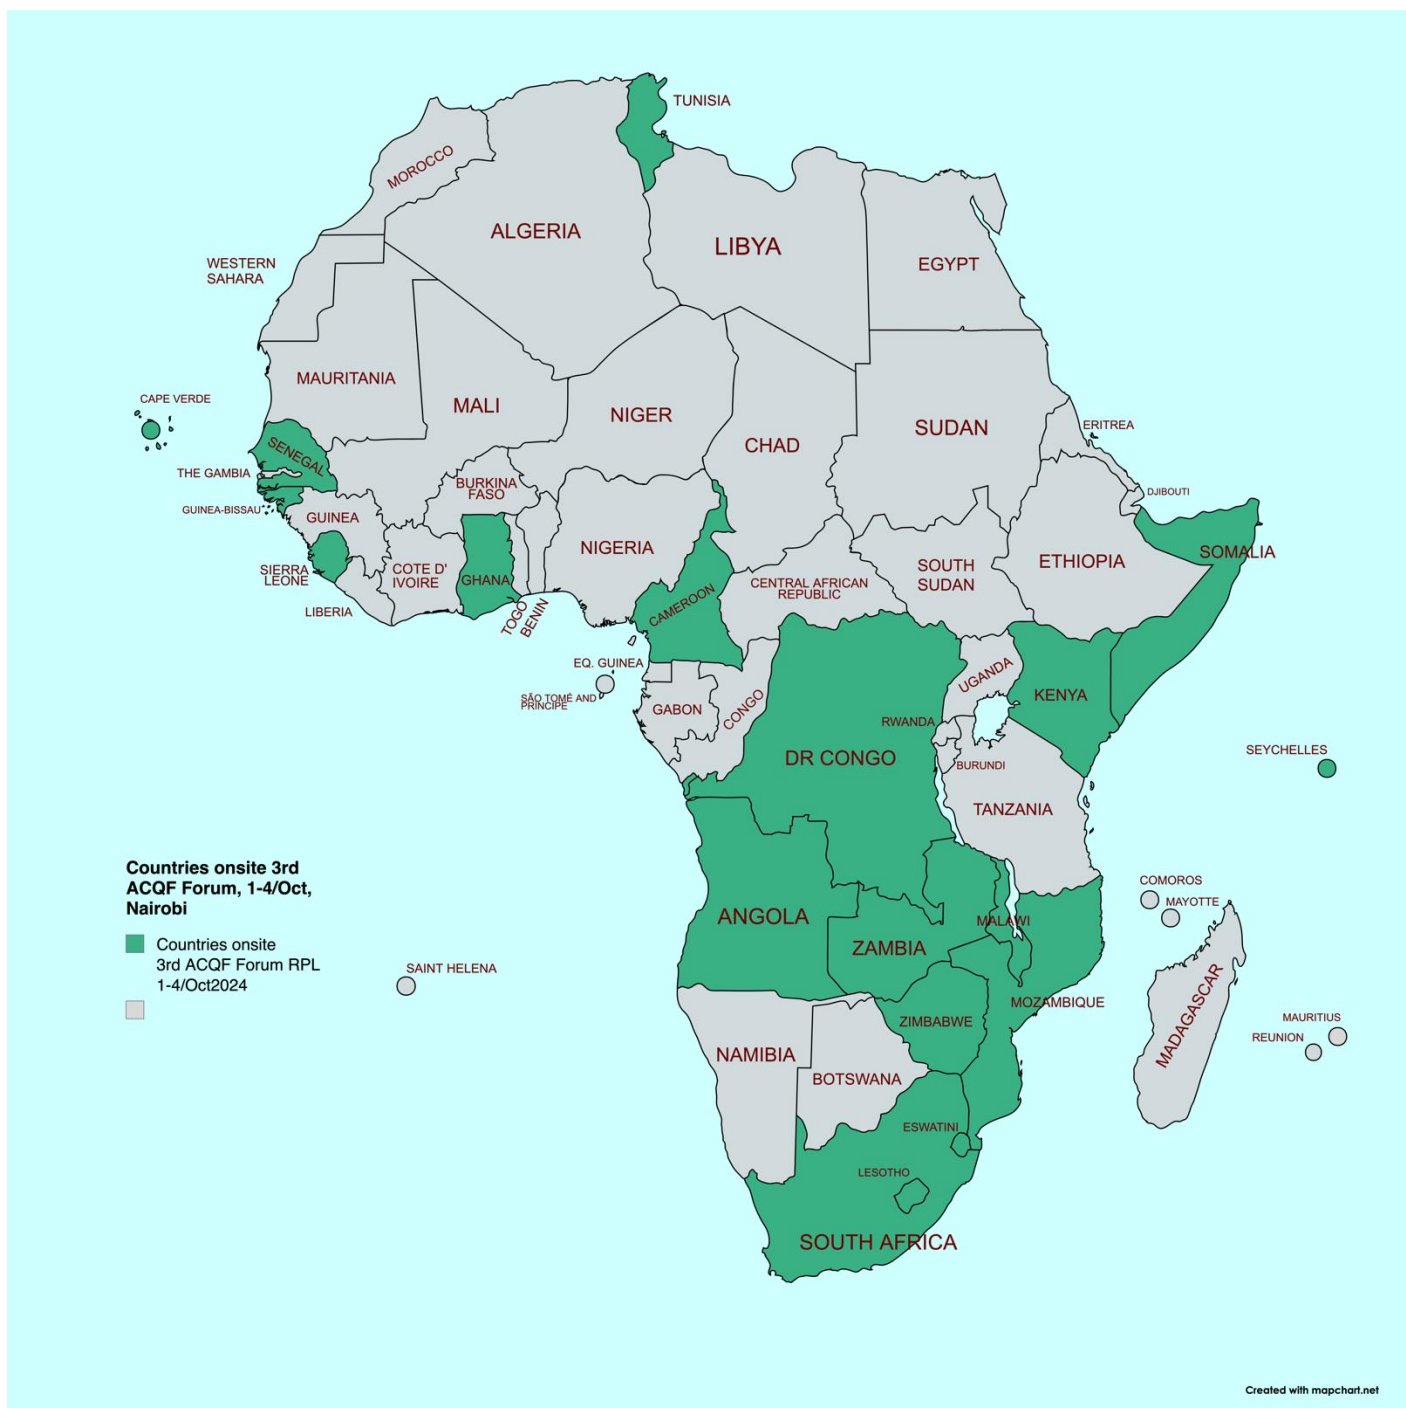 TUNISIA
MOROCCO
ALGERIA
LIBYA
EGYPT
WESTERN
SAHARA
MAURITANIA
MALI
NIGER
CHAD
SUDAN
ERITREA
CAPE VERDE
SENEGAL
THE GAMBIA
GUINEA-BISSAU
GUINEA
BURKINA
FASO
DJIBOUTI
NIGERIA
SOMALIA
ETHIOPIA
SOUTH
SUDAN
SIERRA
LEONE
COTE D'
IVOIRE
GHANA
CENTRAL AFRICAN
REPUBLIC
LIBERIA
TOGO
BENIN
CAMEROON
EQ. GUINEA
SÃO TOMÉ AND
PRÍNCIPE
GABON
CONGO
UGANDA
KENYA
RWANDA
DR CONGO
BURUNDI
SEYCHELLES
TANZANIA
Countries onsite 3rd
ACQF Forum, 1-4/Oct,
Nairobi
Countries onsite
3rd ACQF Forum RPL
1-4/Oct2024
COMOROS
MAYOTTE
ANGOLA
MALAWI
ZAMBIA
SAINT HELENA
MOZAMBIQUE
MADAGASCAR
ZIMBABWE
MAURITIUS
REUNION
NAMIBIA
BOTSWANA
ESWATINI
LESOTHO
SOUTH AFRICA
Created with mapchart.net